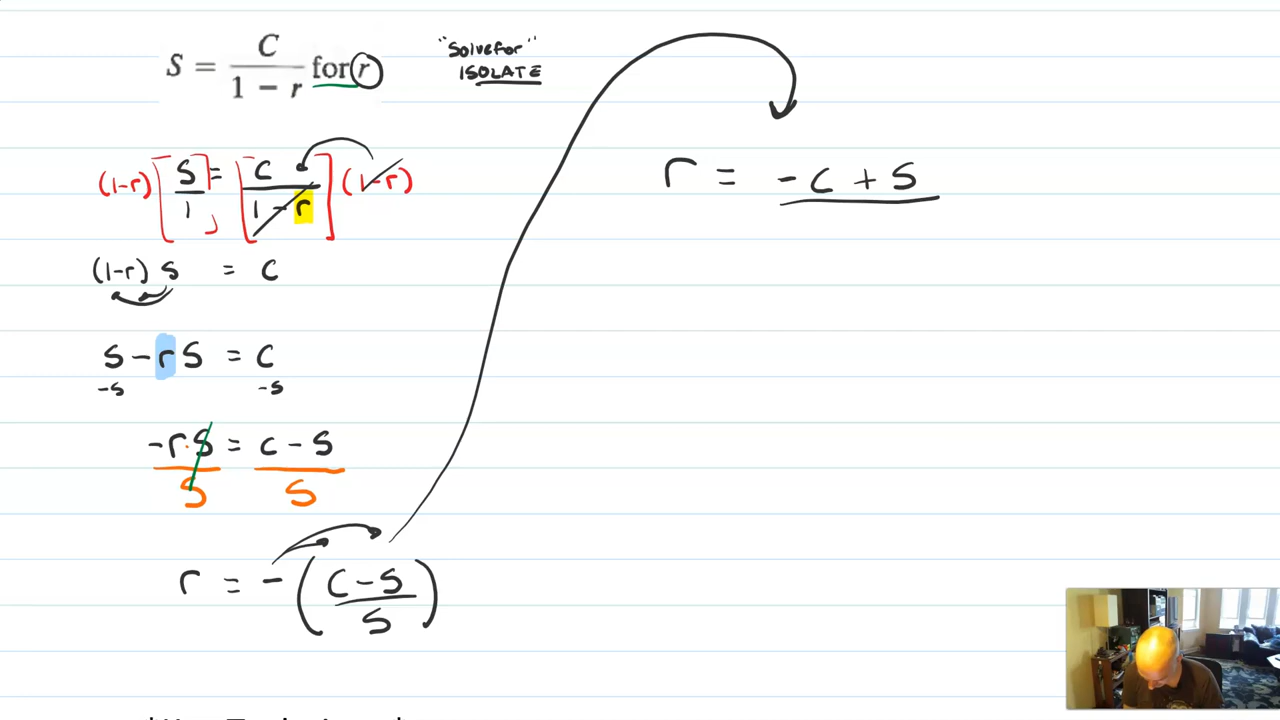 S = C / (1 − r) for r
"Solve for"
ISOLATE
(1-r) [S/1] = [C/(1-r)] (1-r)
(1-r) S = C
S - rS = C
-S -S
-r·S = C - S
S S
r = -((C-S)/S)
r = -C + S